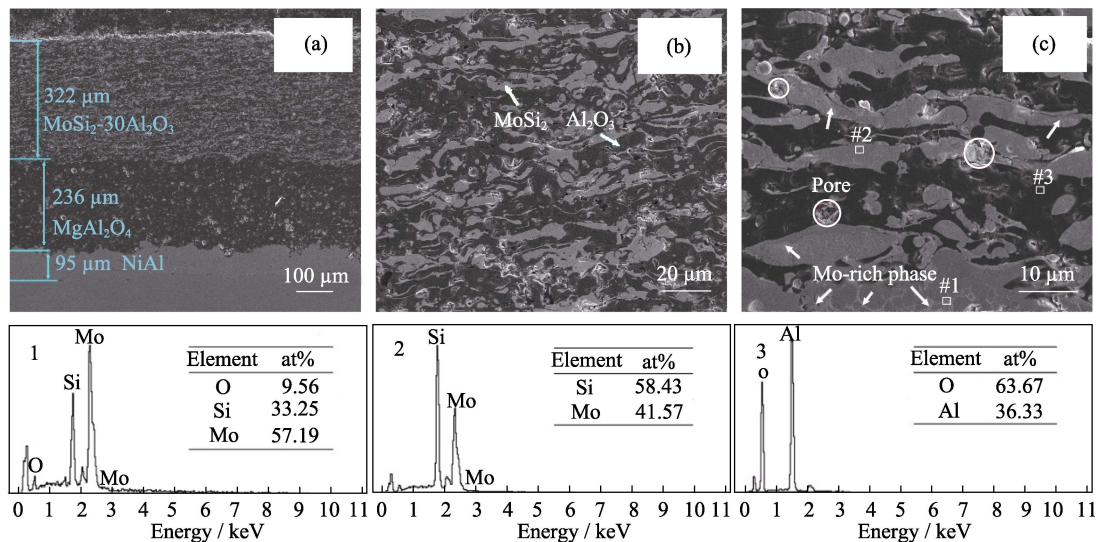 (a)
322 µm
MoSi₂-30Al₂O₃
236 µm
MgAl₂O₄
95 µm NiAl
100 µm
(b)
MoSi₂ Al₂O₃
20 µm
(c)
#2
#3
Pore
Mo-rich phase
#1
10 µm
1
Mo
Si
O
Mo
Element at%
O 9.56
Si 33.25
Mo 57.19
0 1 2 3 4 5 6 7 8 9 10 11
Energy / keV
2
Si
Mo
Mo
Element at%
Si 58.43
Mo 41.57
0 1 2 3 4 5 6 7 8 9 10 11
Energy / keV
3
Al
o
Element at%
O 63.67
Al 36.33
0 1 2 3 4 5 6 7 8 9 10 11
Energy / keV